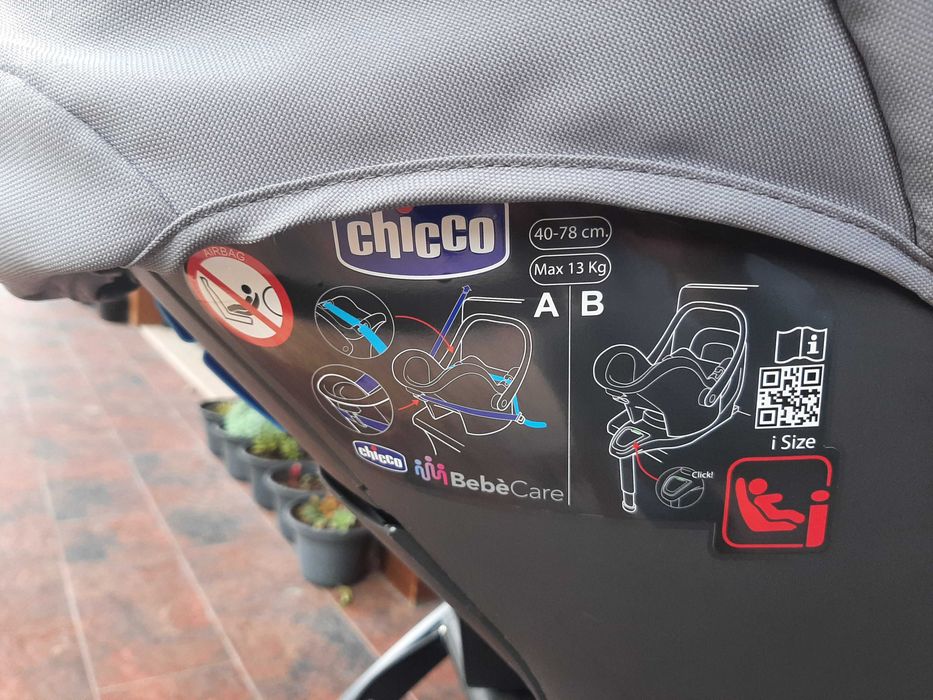 AIRBAG
chicco
40-78 cm.
Max 13 Kg
A
B
chicco
BebèCare
Click!
i
i Size
i